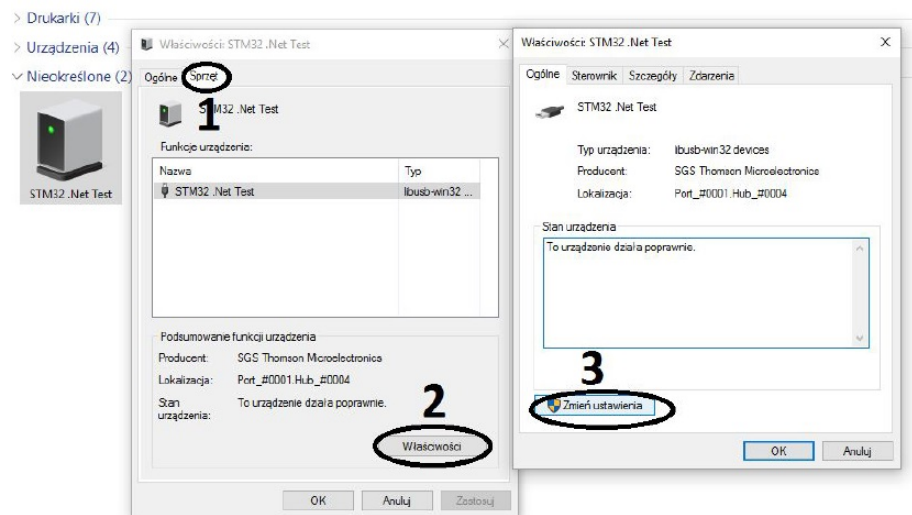 Drukarki (7)
Urządzenia (4)
Nieokreślone (2)
STM32 .Net Test
Właściwości: STM32 .Net Test
Ogólne Sprzęt
1
STM32 .Net Test
Funkcje urządzenia:
Nazwa Typ
STM32 .Net Test libusb-win32 ...
Podsumowanie funkcji urządzenia
Producent: SGS Thomson Microelectronics
Lokalizacja: Port_#0001.Hub_#0004
Stan urządzenia: To urządzenie działa poprawnie.
2
Właściwości
OK Anuluj Zastosuj
Właściwości: STM32 .Net Test
Ogólne Sterownik Szczegóły Zdarzenia
STM32 .Net Test
Typ urządzenia: libusb-win32 devices
Producent: SGS Thomson Microelectronics
Lokalizacja: Port_#0001.Hub_#0004
Stan urządzenia
To urządzenie działa poprawnie.
3
Zmień ustawienia
OK Anuluj